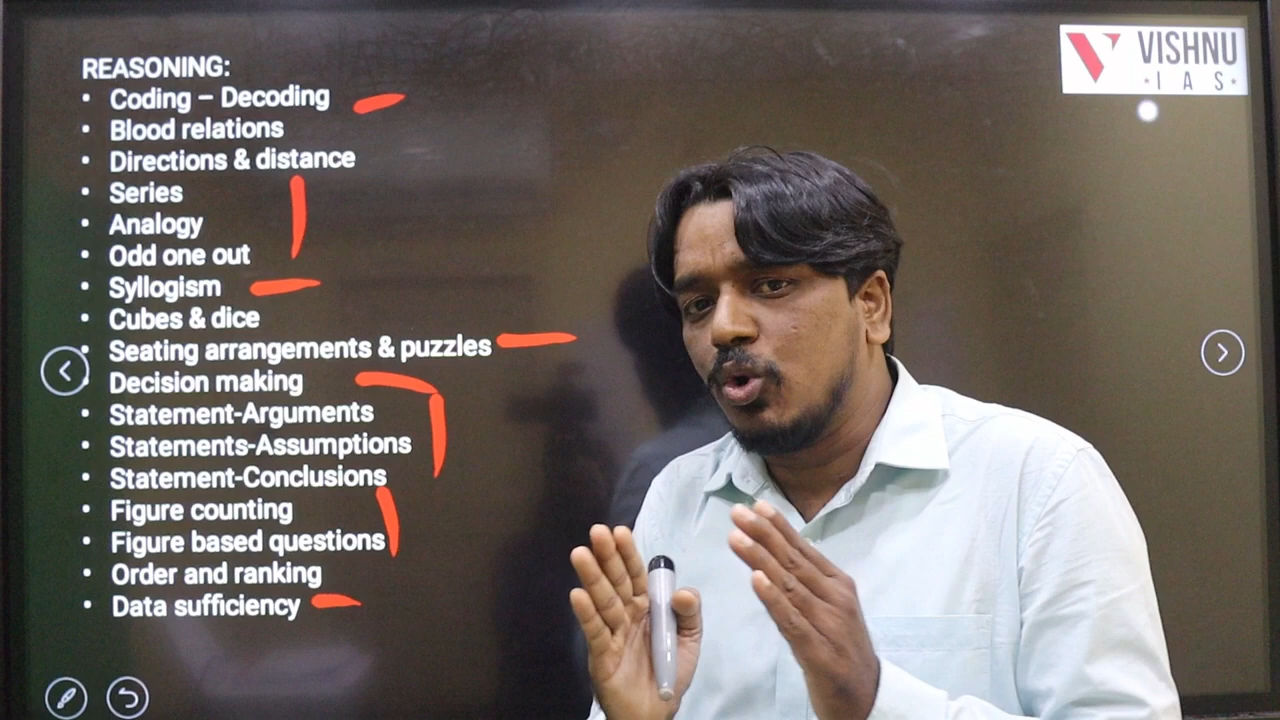 REASONING:
• Coding – Decoding
• Blood relations
• Directions & distance
• Series
• Analogy
• Odd one out
• Syllogism
• Cubes & dice
• Seating arrangements & puzzles
• Decision making
• Statement-Arguments
• Statements-Assumptions
• Statement-Conclusions
• Figure counting
• Figure based questions
• Order and ranking
• Data sufficiency
VISHNU
• I A S •